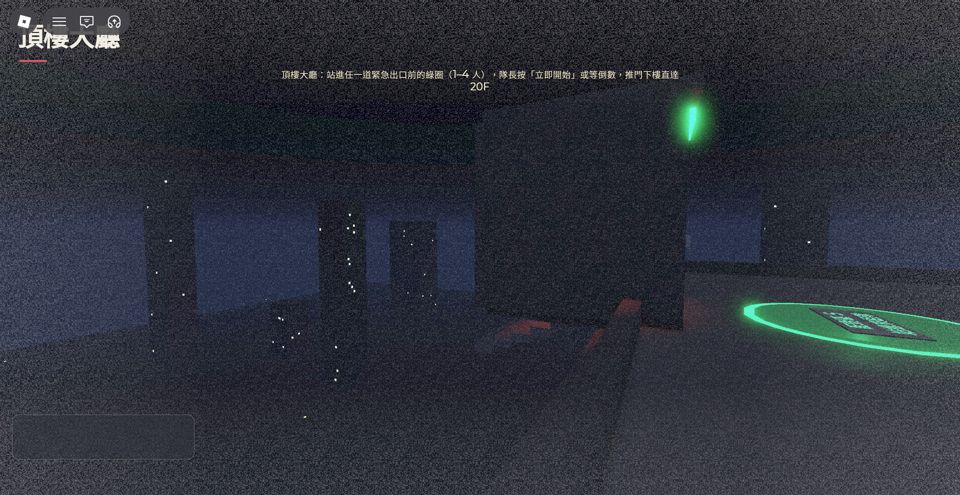 頂樓大廳
頂樓大廳：站進任一道緊急出口前的綠圈（1–4 人），隊長按「立即開始」或等倒數，推門下樓直達
20F